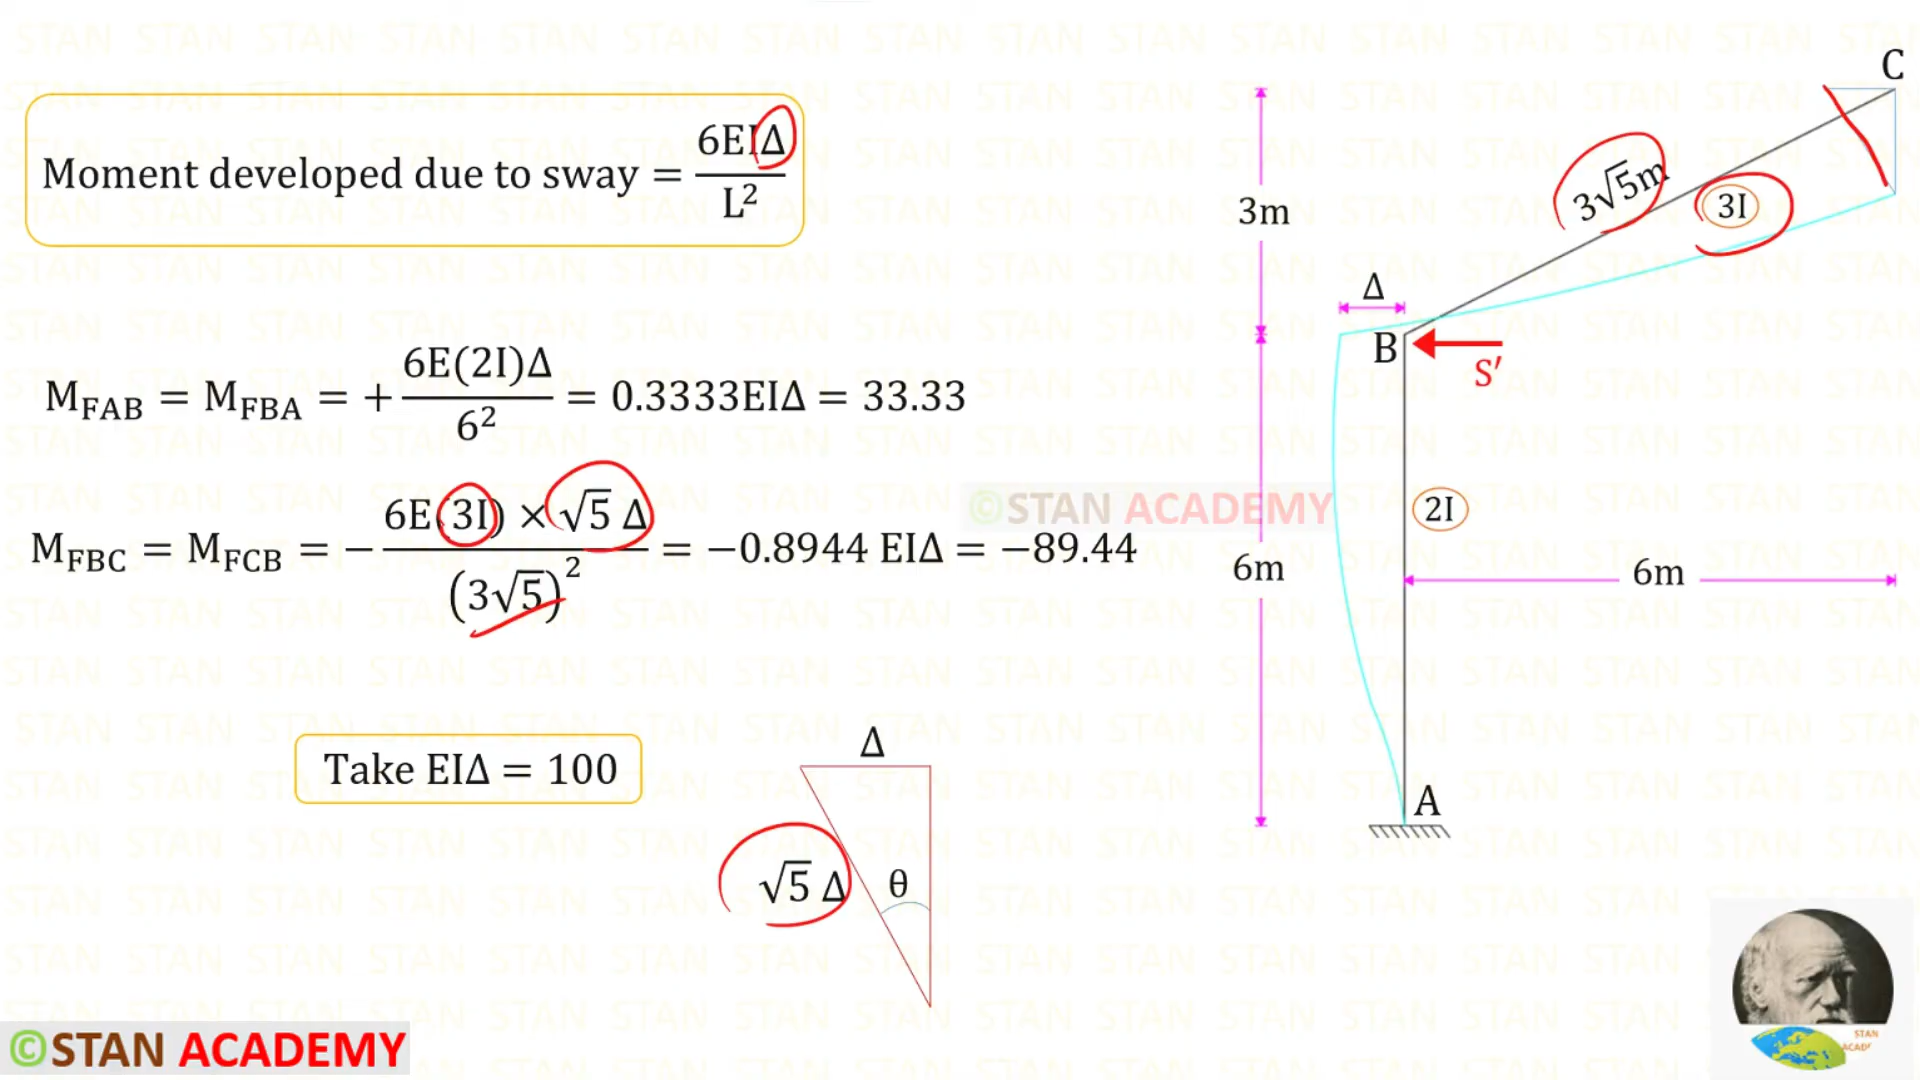 Moment developed due to sway = 6EIΔ / L²
M_FAB = M_FBA = + 6E(2I)Δ / 6² = 0.3333EIΔ = 33.33
M_FBC = M_FCB = − 6E(3I) × √5 Δ / (3√5)² = −0.8944 EIΔ = −89.44
Take EIΔ = 100
Δ
√5 Δ
θ
C
3√5m
3I
3m
Δ
B
S′
2I
6m
6m
A
©STAN ACADEMY
©STAN ACADEMY
STAN